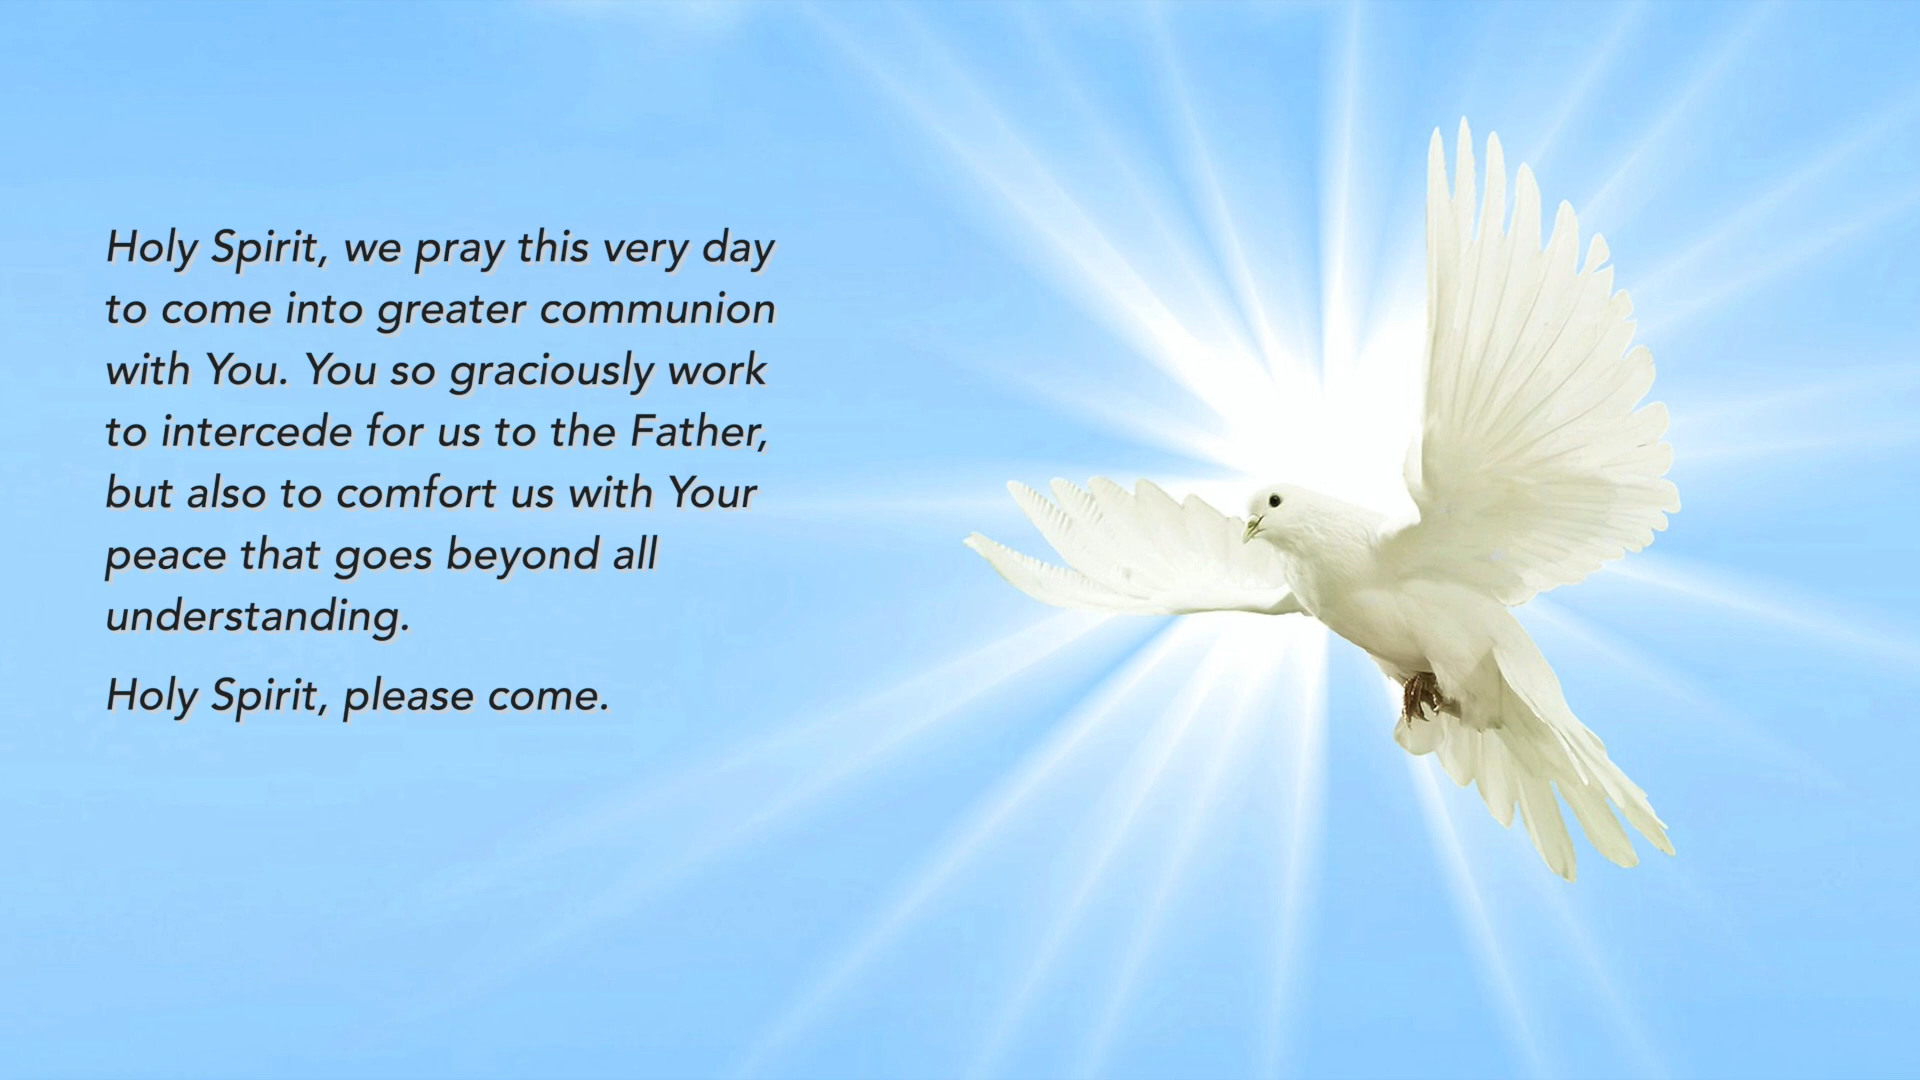 Holy Spirit, we pray this very day
to come into greater communion
with You. You so graciously work
to intercede for us to the Father,
but also to comfort us with Your
peace that goes beyond all
understanding.
Holy Spirit, please come.